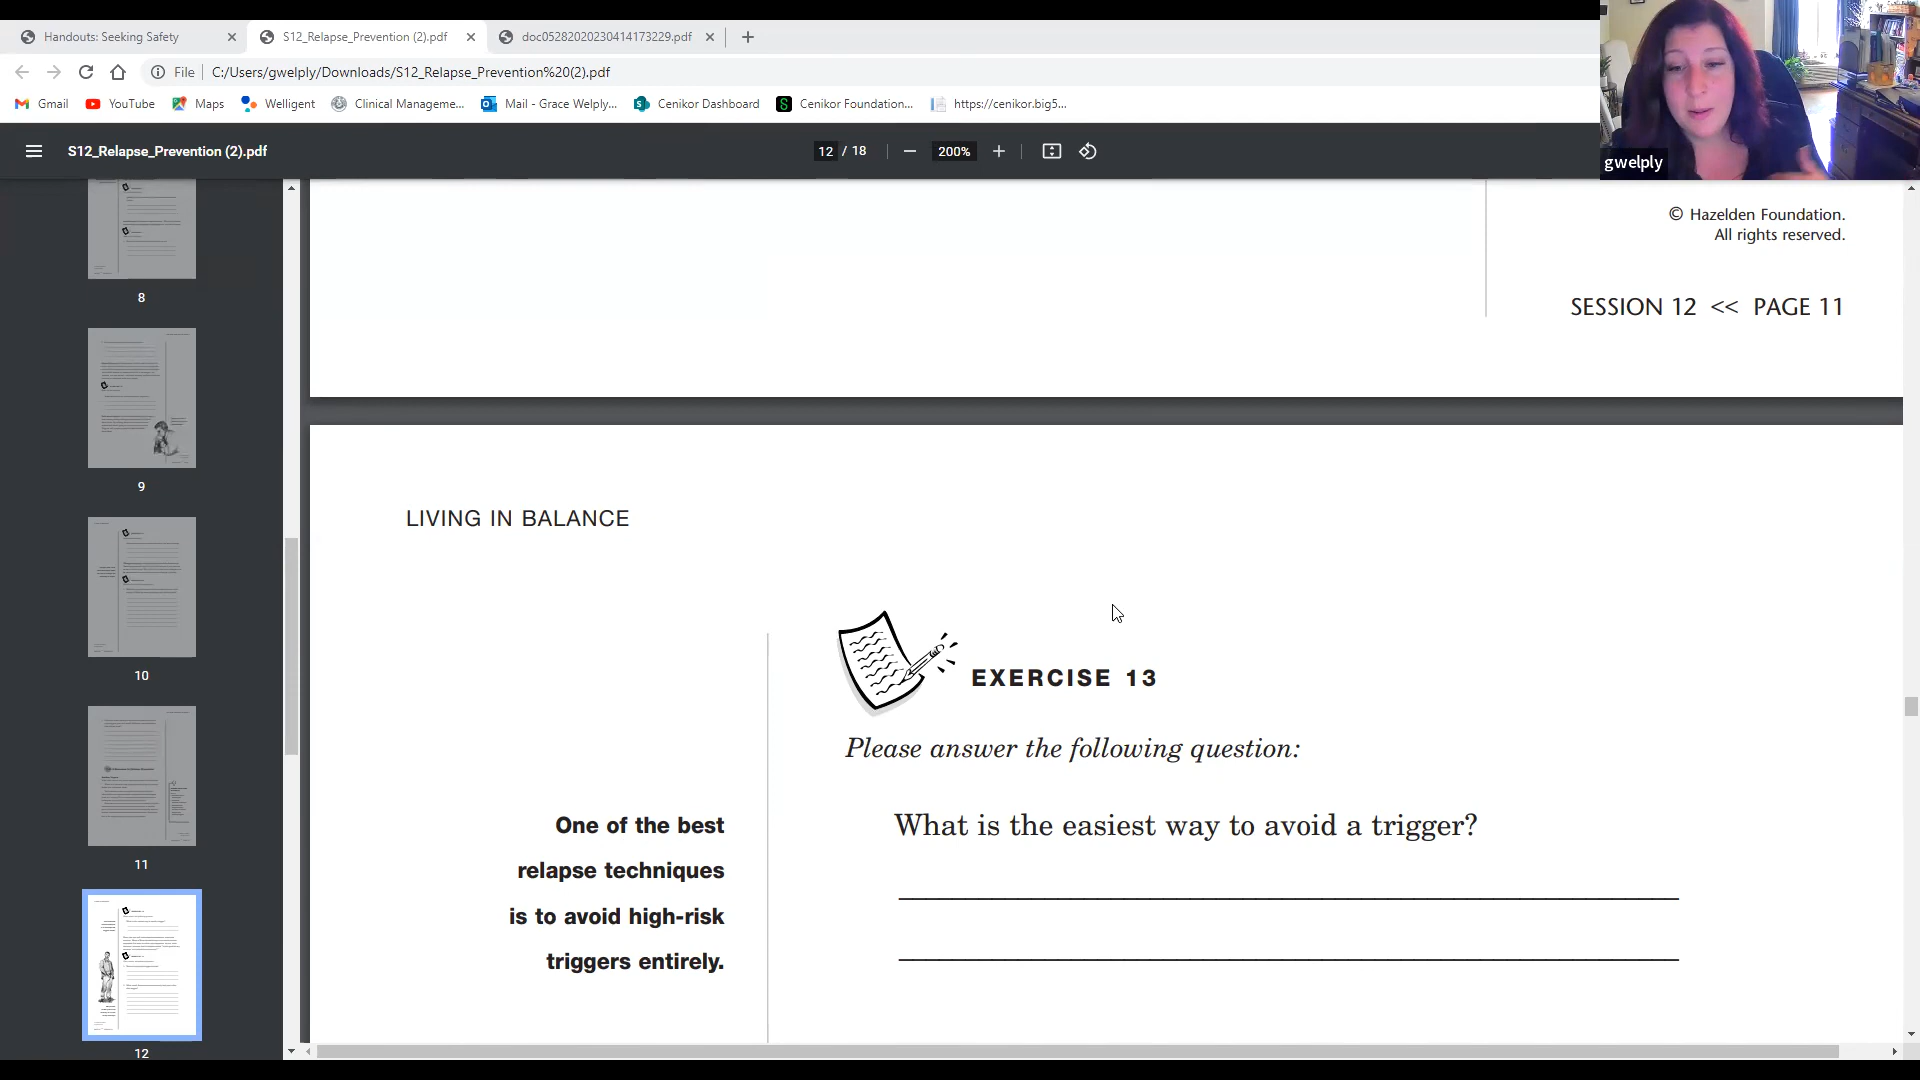 Handouts: Seeking Safety
S12_Relapse_Prevention (2).pdf
doc05282020230414173229.pdf
File
C:/Users/gwelply/Downloads/S12_Relapse_Prevention%20(2).pdf
Gmail
YouTube
Maps
Welligent
Clinical Manageme...
Mail - Grace Welply...
Cenikor Dashboard
Cenikor Foundation...
https://cenikor.big5...
S12_Relapse_Prevention (2).pdf
12 / 18
200%
gwelply
8
9
10
11
12
© Hazelden Foundation.
All rights reserved.
SESSION 12 << PAGE 11
LIVING IN BALANCE
EXERCISE 13
Please answer the following question:
What is the easiest way to avoid a trigger?
One of the best
relapse techniques
is to avoid high-risk
triggers entirely.